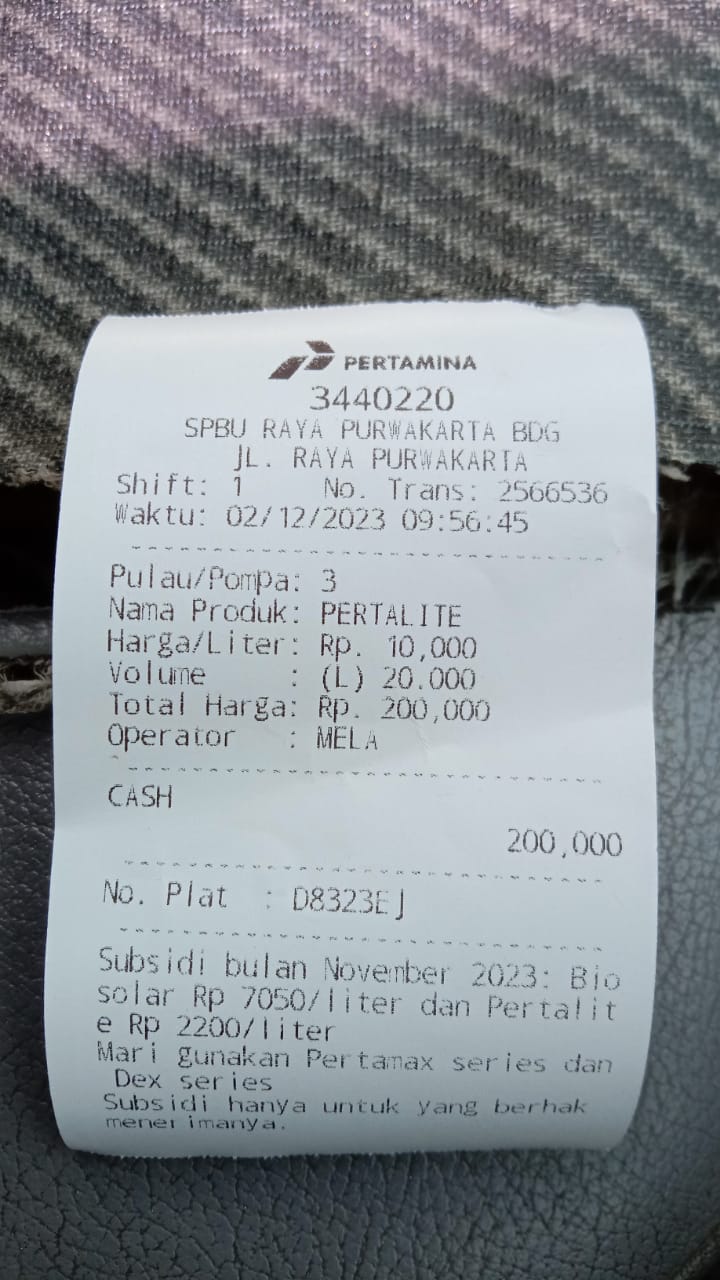 PERTAMINA
3440220
SPBU RAYA PURWAKARTA BDG
JL. RAYA PURWAKARTA
Shift: 1 No. Trans: 2566536
Waktu: 02/12/2023 09:56:45
Pulau/Pompa: 3
Nama Produk: PERTALITE
Harga/Liter: Rp. 10,000
Volume : (L) 20.000
Total Harga: Rp. 200,000
Operator : MELA
CASH
200,000
No. Plat : D8323EJ
Subsidi bulan November 2023: Bio
solar Rp 7050/liter dan Pertalit
e Rp 2200/liter
Mari gunakan Pertamax series dan
Dex series
Subsidi hanya untuk yang berhak
menerimanya.